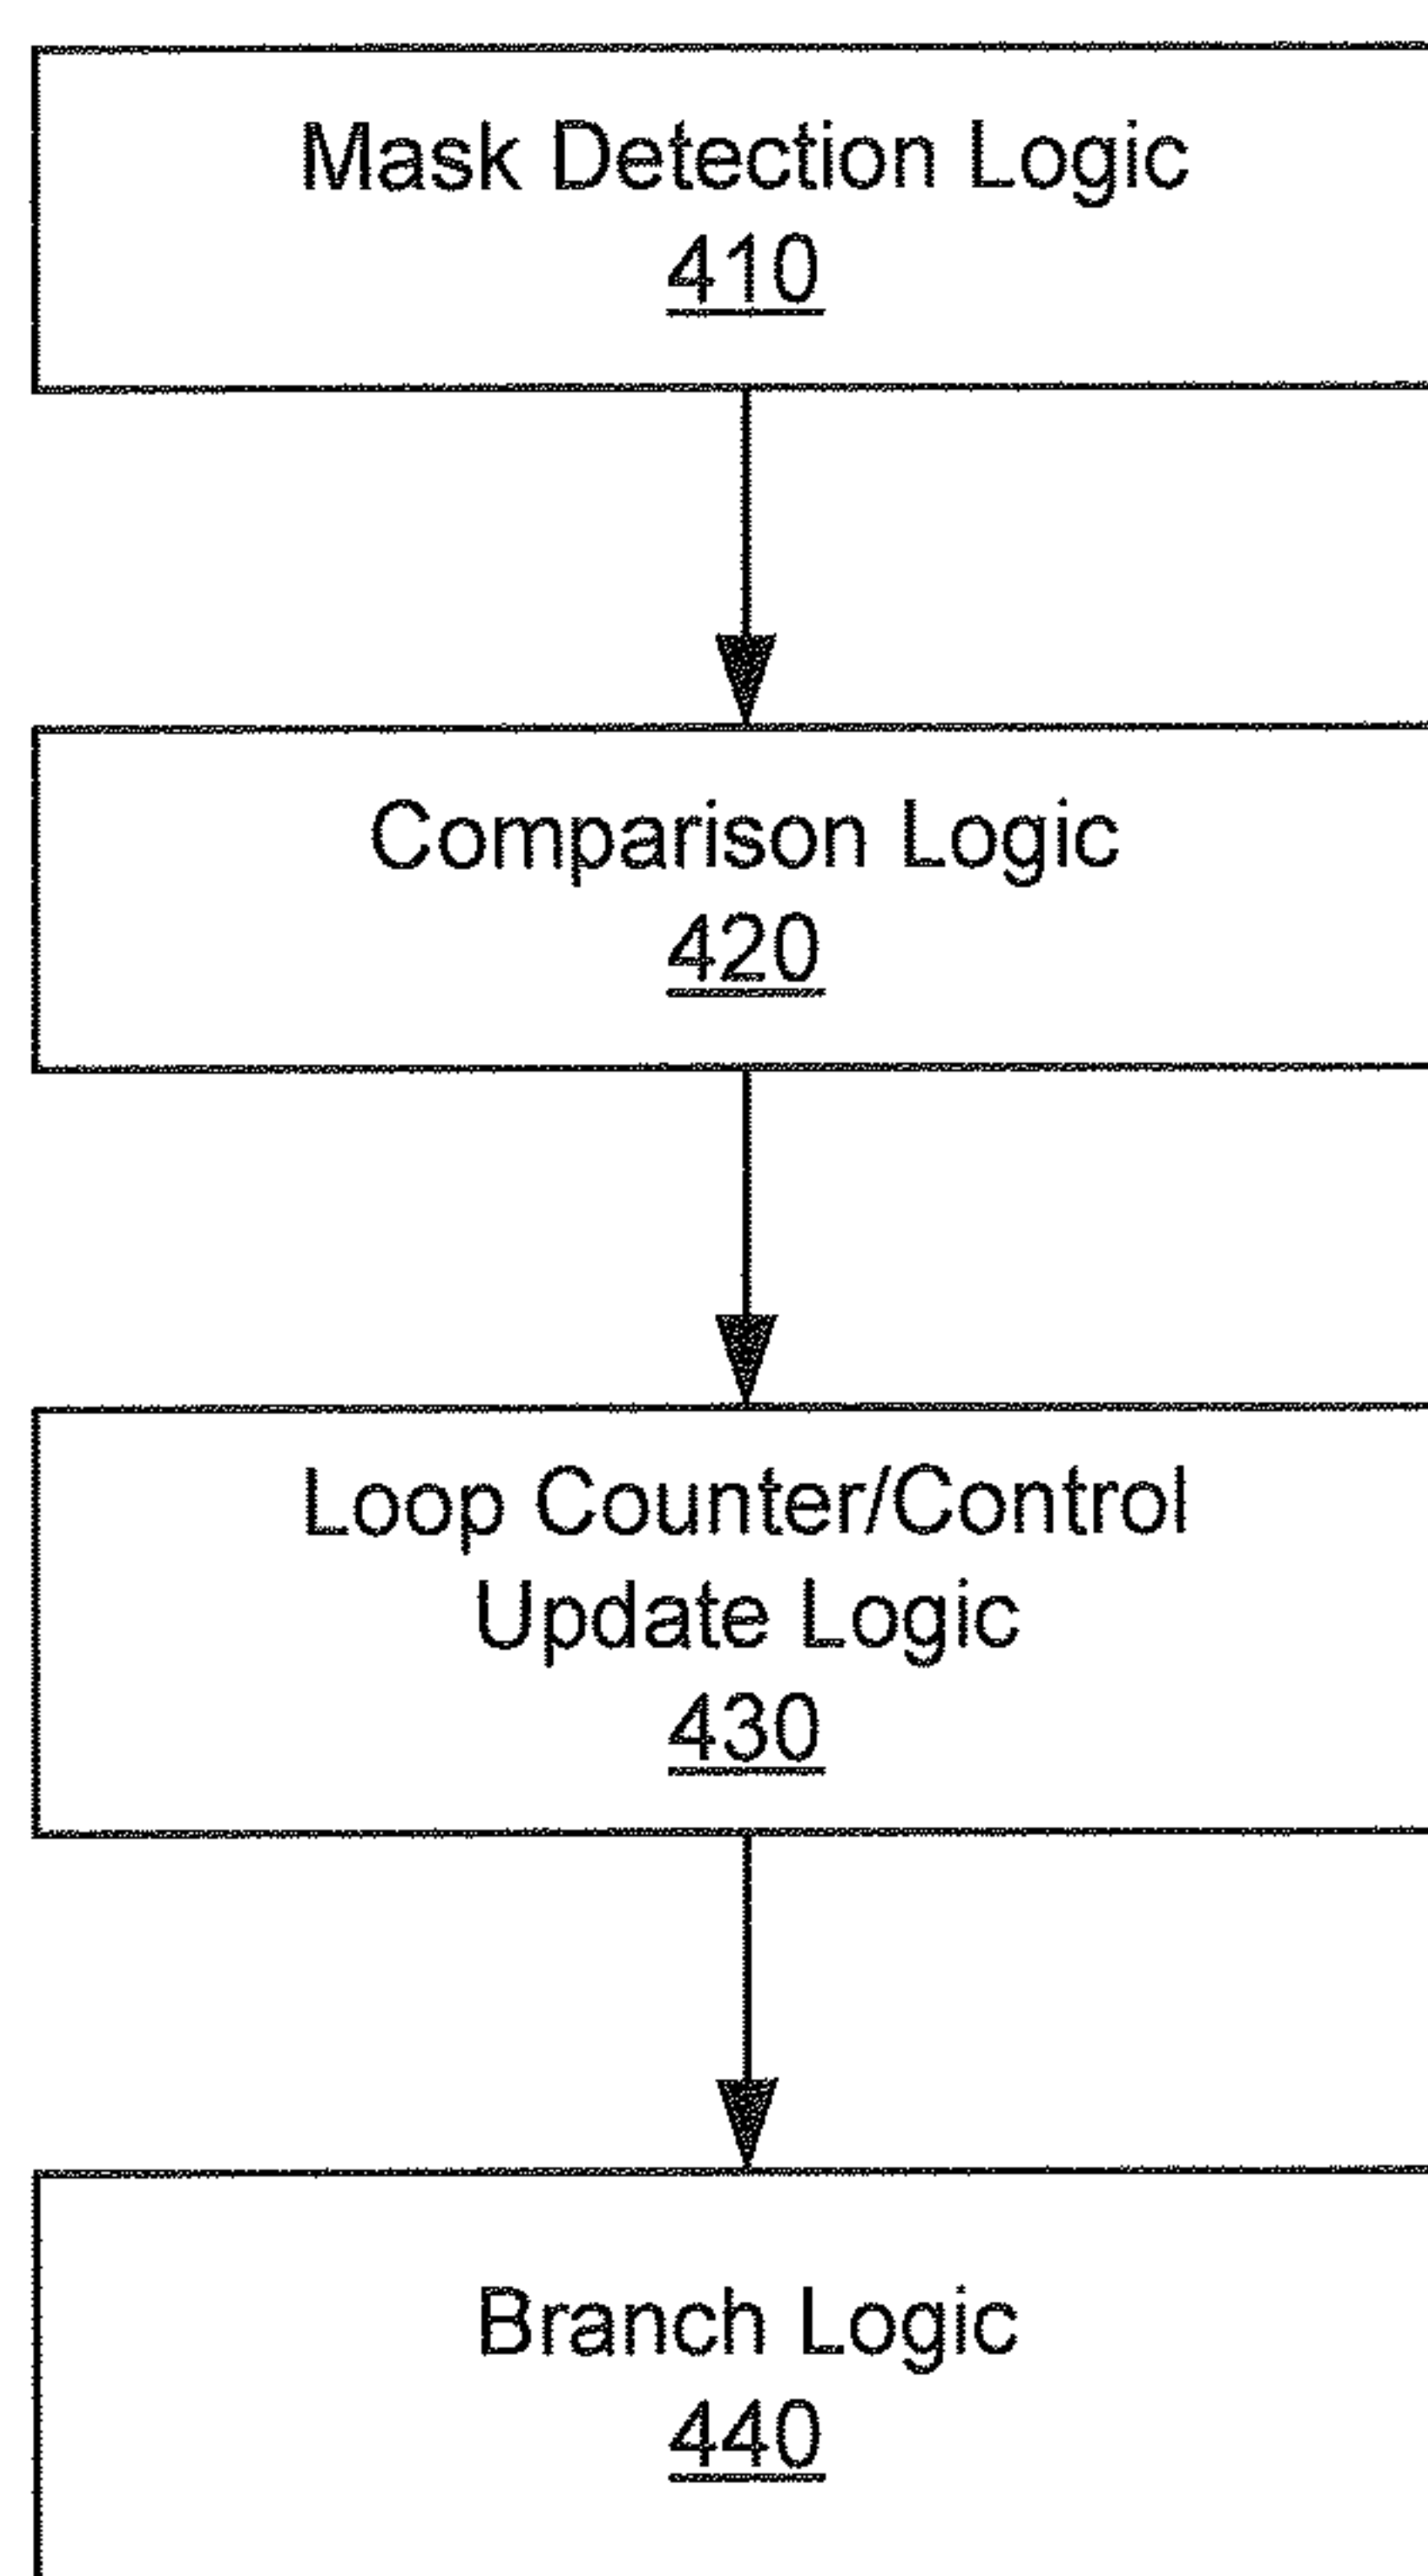 Mask Detection Logic
410
Comparison Logic
420
Loop Counter/Control
Update Logic
430
Branch Logic
440